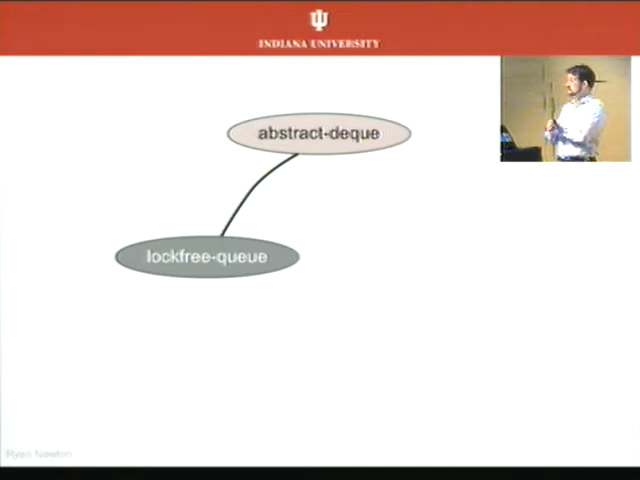 INDIANA UNIVERSITY
abstract-deque
lockfree-queue
Ryan Newton